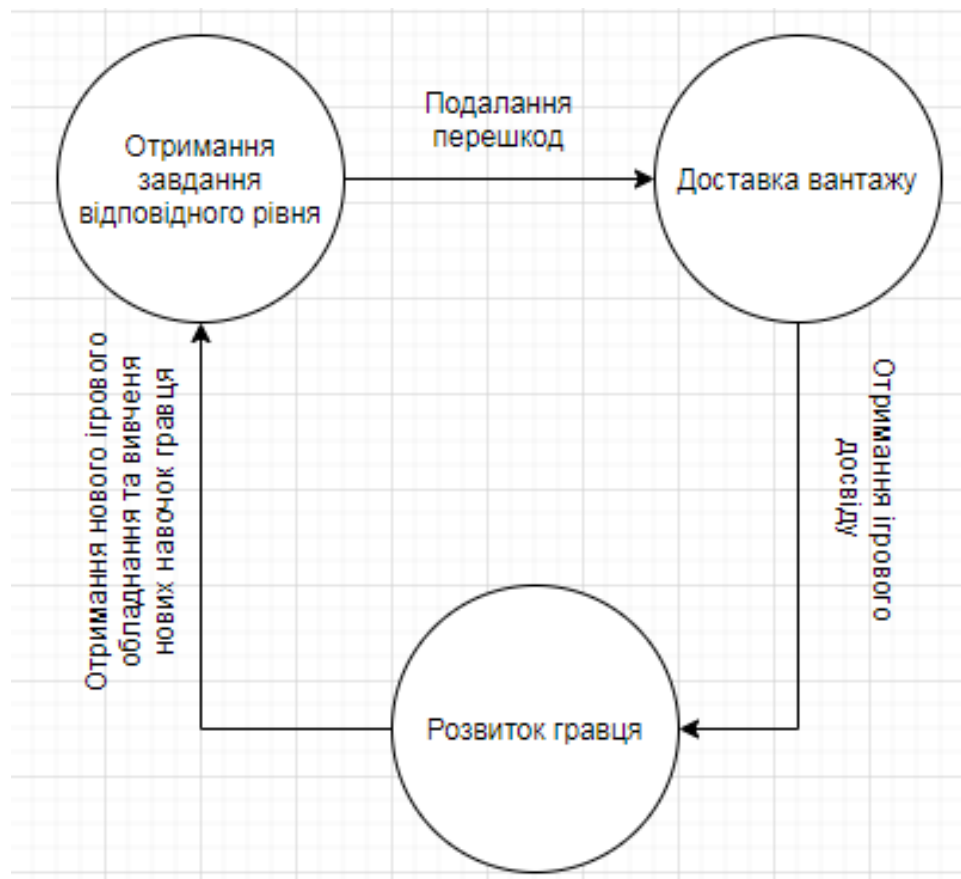 Отримання
завдання
відповідного рівня
Подалання
перешкод
Доставка вантажу
Отримання ігрового
досвіду
Розвиток гравця
Отримання нового ігрового
обладнання та вивченя
нових навочок гравця